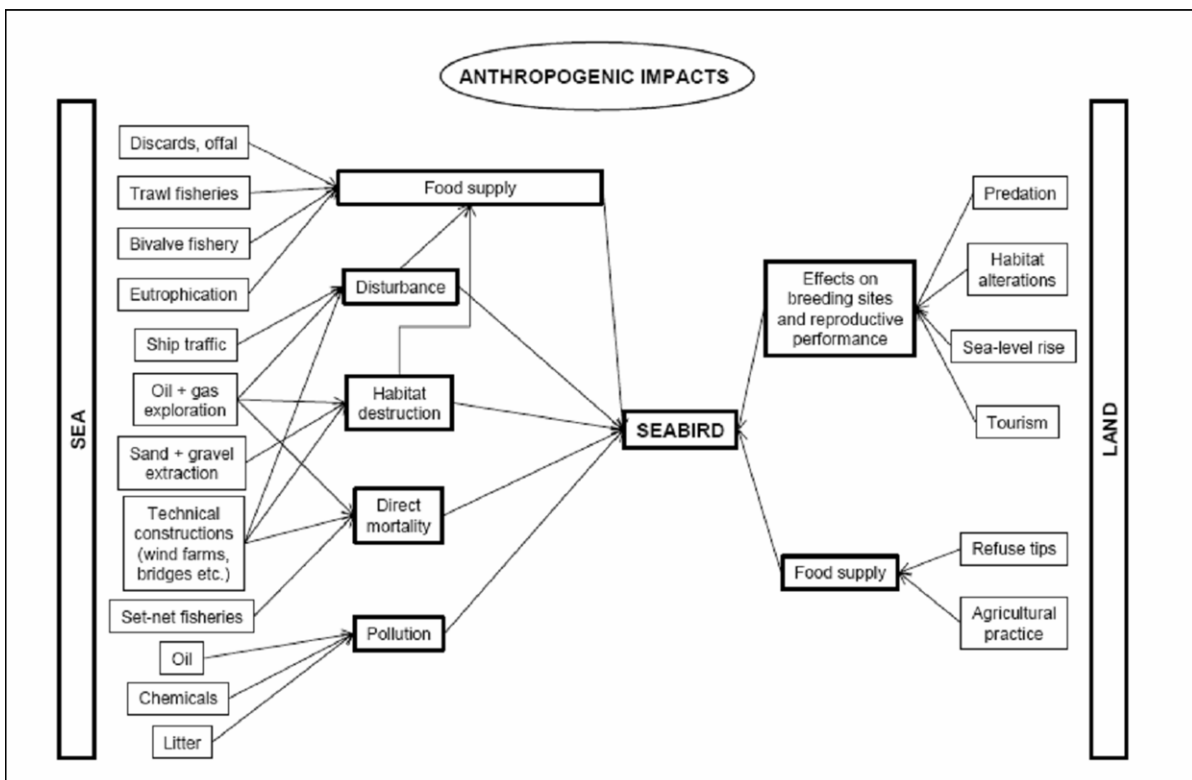 ANTHROPOGENIC IMPACTS
SEA
Discards, offal
Trawl fisheries
Bivalve fishery
Eutrophication
Ship traffic
Oil + gas
exploration
Sand + gravel
extraction
Technical
constructions
(wind farms,
bridges etc.)
Set-net fisheries
Oil
Chemicals
Litter
Food supply
Disturbance
Habitat
destruction
Direct
mortality
Pollution
SEABIRD
Effects on
breeding sites
and reproductive
performance
Food supply
Predation
Habitat
alterations
Sea-level rise
Tourism
Refuse tips
Agricultural
practice
LAND